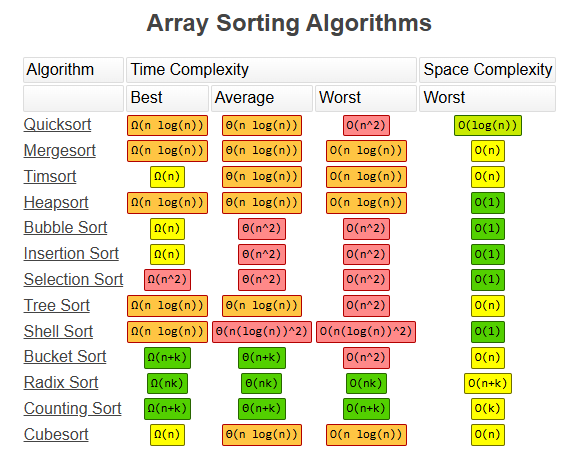 Array Sorting Algorithms
Algorithm Time Complexity Space Complexity
Best Average Worst Worst
Quicksort Ω(n log(n)) Θ(n log(n)) O(n^2) O(log(n))
Mergesort Ω(n log(n)) Θ(n log(n)) O(n log(n)) O(n)
Timsort Ω(n) Θ(n log(n)) O(n log(n)) O(n)
Heapsort Ω(n log(n)) Θ(n log(n)) O(n log(n)) O(1)
Bubble Sort Ω(n) Θ(n^2) O(n^2) O(1)
Insertion Sort Ω(n) Θ(n^2) O(n^2) O(1)
Selection Sort Ω(n^2) Θ(n^2) O(n^2) O(1)
Tree Sort Ω(n log(n)) Θ(n log(n)) O(n^2) O(n)
Shell Sort Ω(n log(n)) Θ(n(log(n))^2) O(n(log(n))^2) O(1)
Bucket Sort Ω(n+k) Θ(n+k) O(n^2) O(n)
Radix Sort Ω(nk) Θ(nk) O(nk) O(n+k)
Counting Sort Ω(n+k) Θ(n+k) O(n+k) O(k)
Cubesort Ω(n) Θ(n log(n)) O(n log(n)) O(n)